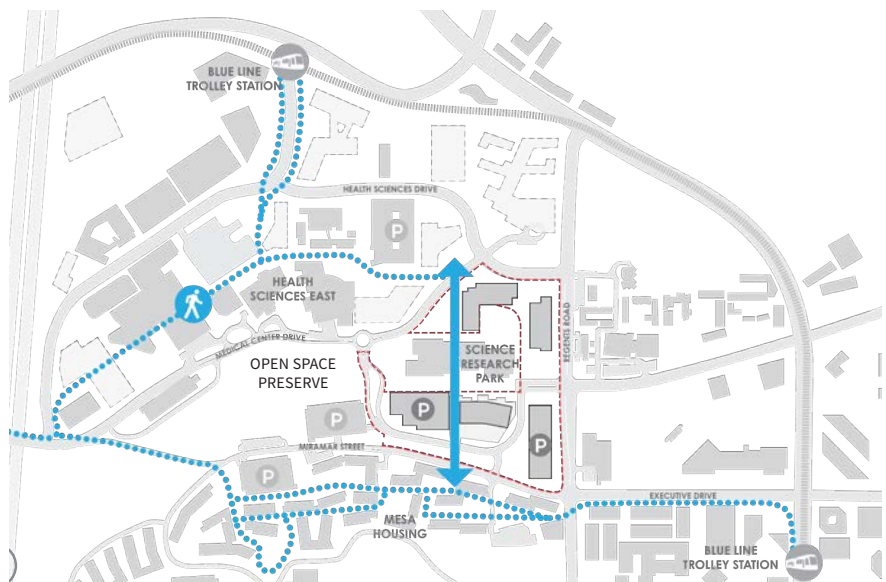 BLUE LINE
TROLLEY STATION
HEALTH SCIENCES DRIVE
P
HEALTH
SCIENCES EAST
MEDICAL CENTER DRIVE
OPEN SPACE
PRESERVE
SCIENCE
RESEARCH
PARK
REGENTS ROAD
P
P
P
MIRAMAR STREET
P
EXECUTIVE DRIVE
MESA
HOUSING
BLUE LINE
TROLLEY STATION